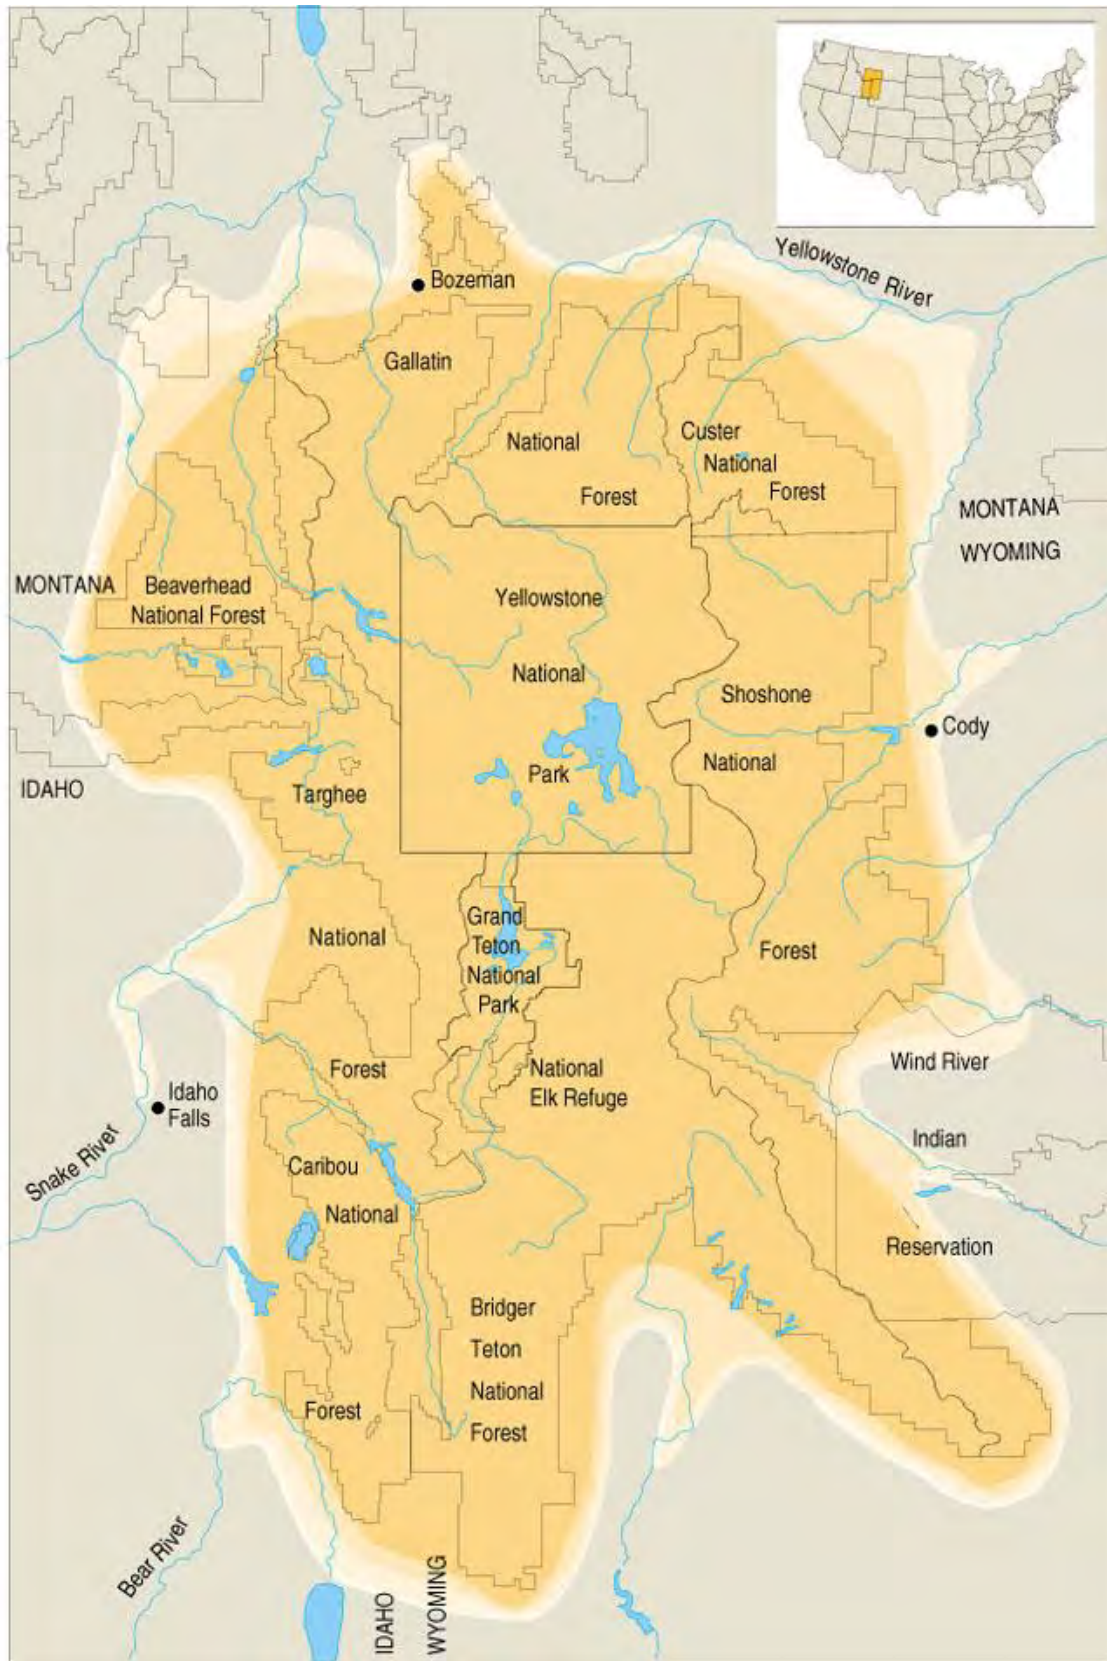 Yellowstone River
Bozeman
Gallatin
National
Forest
Custer
National
Forest
MONTANA
WYOMING
MONTANA
Beaverhead
National Forest
Yellowstone
National
Park
Shoshone
National
Forest
Cody
IDAHO
Targhee
National
Forest
Grand
Teton
National
Park
National
Elk Refuge
Wind River
Indian
Reservation
Idaho
Falls
Snake River
Caribou
National
Forest
Bridger
Teton
National
Forest
Bear River
IDAHO
WYOMING